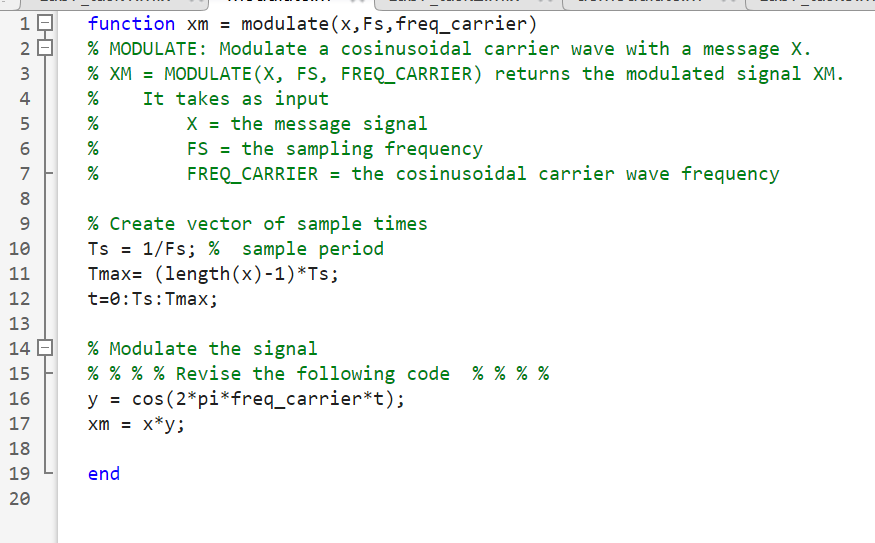 1 function xm = modulate(x,Fs,freq_carrier)
2 % MODULATE: Modulate a cosinusoidal carrier wave with a message X.
3 % XM = MODULATE(X, FS, FREQ_CARRIER) returns the modulated signal XM.
4 %    It takes as input
5 %        X = the message signal
6 %        FS = the sampling frequency
7 %        FREQ_CARRIER = the cosinusoidal carrier wave frequency
8
9 % Create vector of sample times
10 Ts = 1/Fs; %  sample period
11 Tmax= (length(x)-1)*Ts;
12 t=0:Ts:Tmax;
13
14 % Modulate the signal
15 % % % % Revise the following code  % % % %
16 y = cos(2*pi*freq_carrier*t);
17 xm = x*y;
18
19 end
20